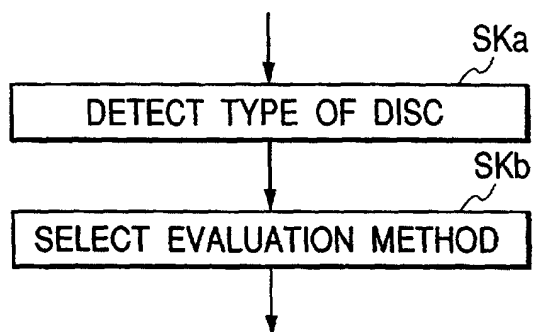 SKa
DETECT TYPE OF DISC
SKb
SELECT EVALUATION METHOD